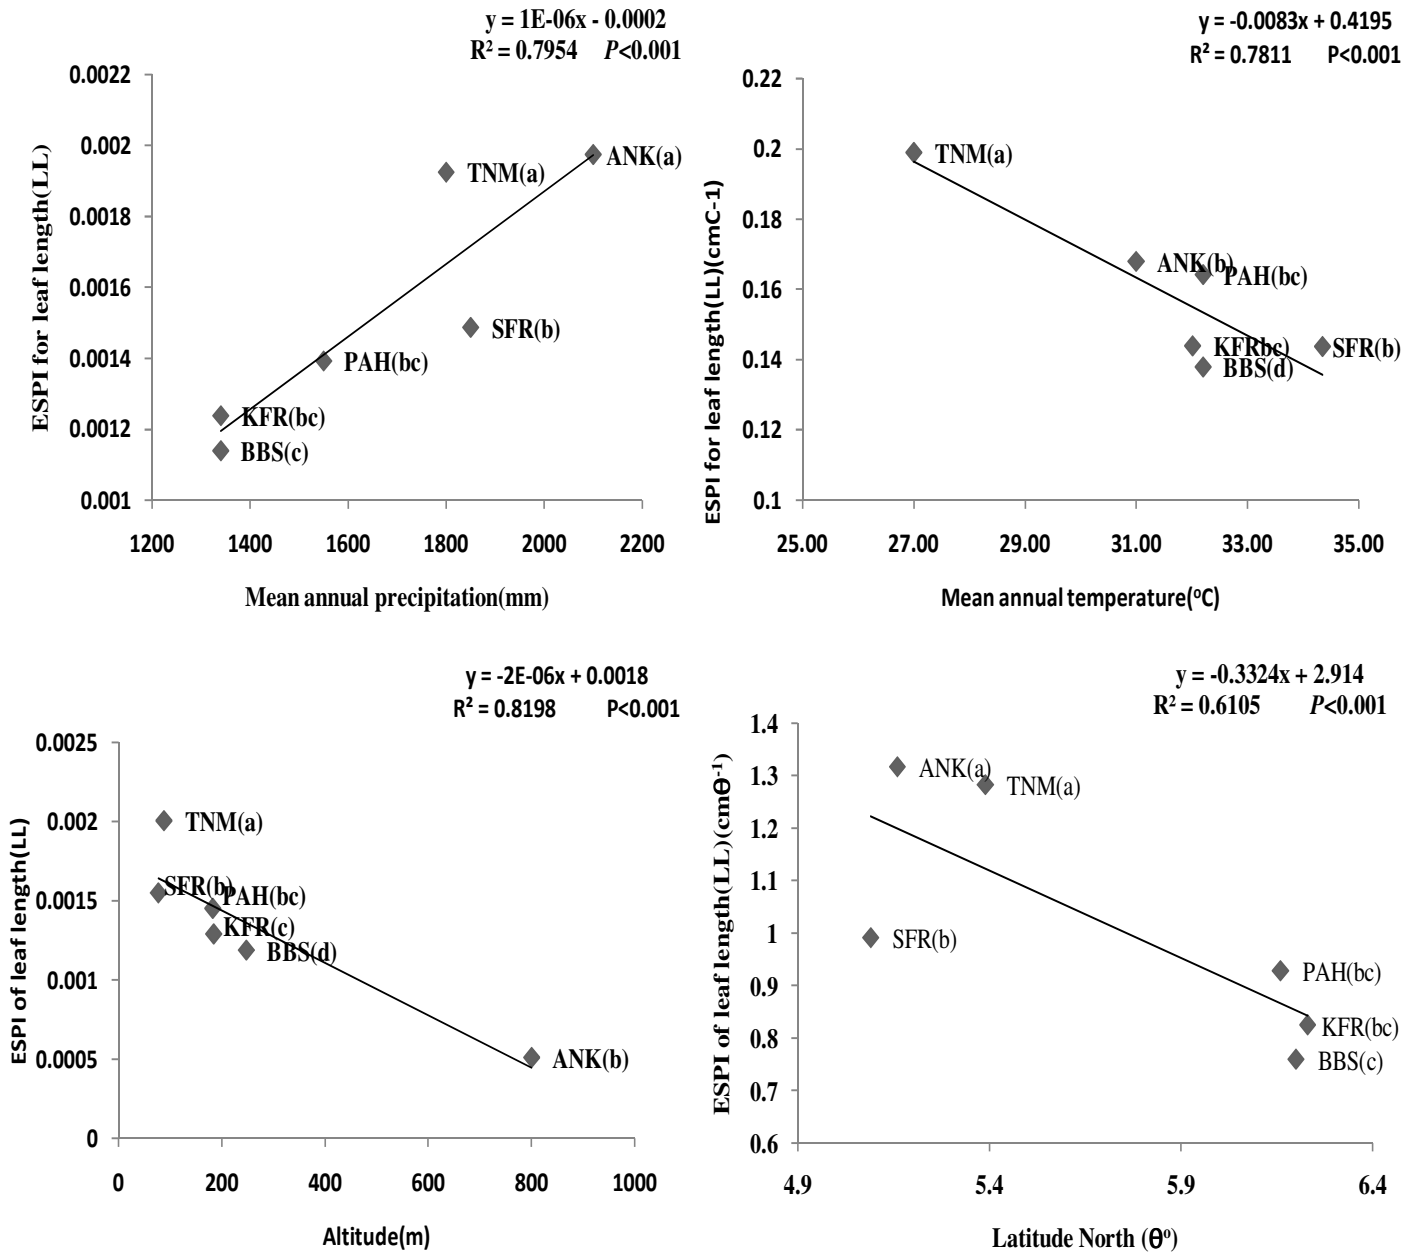 y = 1E-06x - 0.0002
R² = 0.7954 P<0.001
0.0022
0.002
0.0018
0.0016
0.0014
0.0012
0.001
ESPI for leaf length(LL)
ANK(a)
TNM(a)
SFR(b)
PAH(bc)
KFR(bc)
BBS(c)
1200 1400 1600 1800 2000 2200
Mean annual precipitation(mm)
y = -0.0083x + 0.4195
R² = 0.7811 P<0.001
0.22
0.2
0.18
0.16
0.14
0.12
0.1
ESPI for leaf length(LL)(cmC-1)
TNM(a)
ANK(b)
PAH(bc)
KFRbc)
SFR(b)
BBS(d)
25.00 27.00 29.00 31.00 33.00 35.00
Mean annual temperature(ºC)
y = -2E-06x + 0.0018
R² = 0.8198 P<0.001
0.0025
0.002
0.0015
0.001
0.0005
0
ESPI of leaf length(LL)
TNM(a)
SFR(b)
PAH(bc)
KFR(c)
BBS(d)
ANK(b)
0 200 400 600 800 1000
Altitude(m)
y = -0.3324x + 2.914
R² = 0.6105 P<0.001
1.4
1.3
1.2
1.1
1
0.9
0.8
0.7
0.6
ESPI of leaf length(LL)(cmθ⁻¹)
ANK(a)
TNM(a)
SFR(b)
PAH(bc)
KFR(bc)
BBS(c)
4.9 5.4 5.9 6.4
Latitude North (θº)